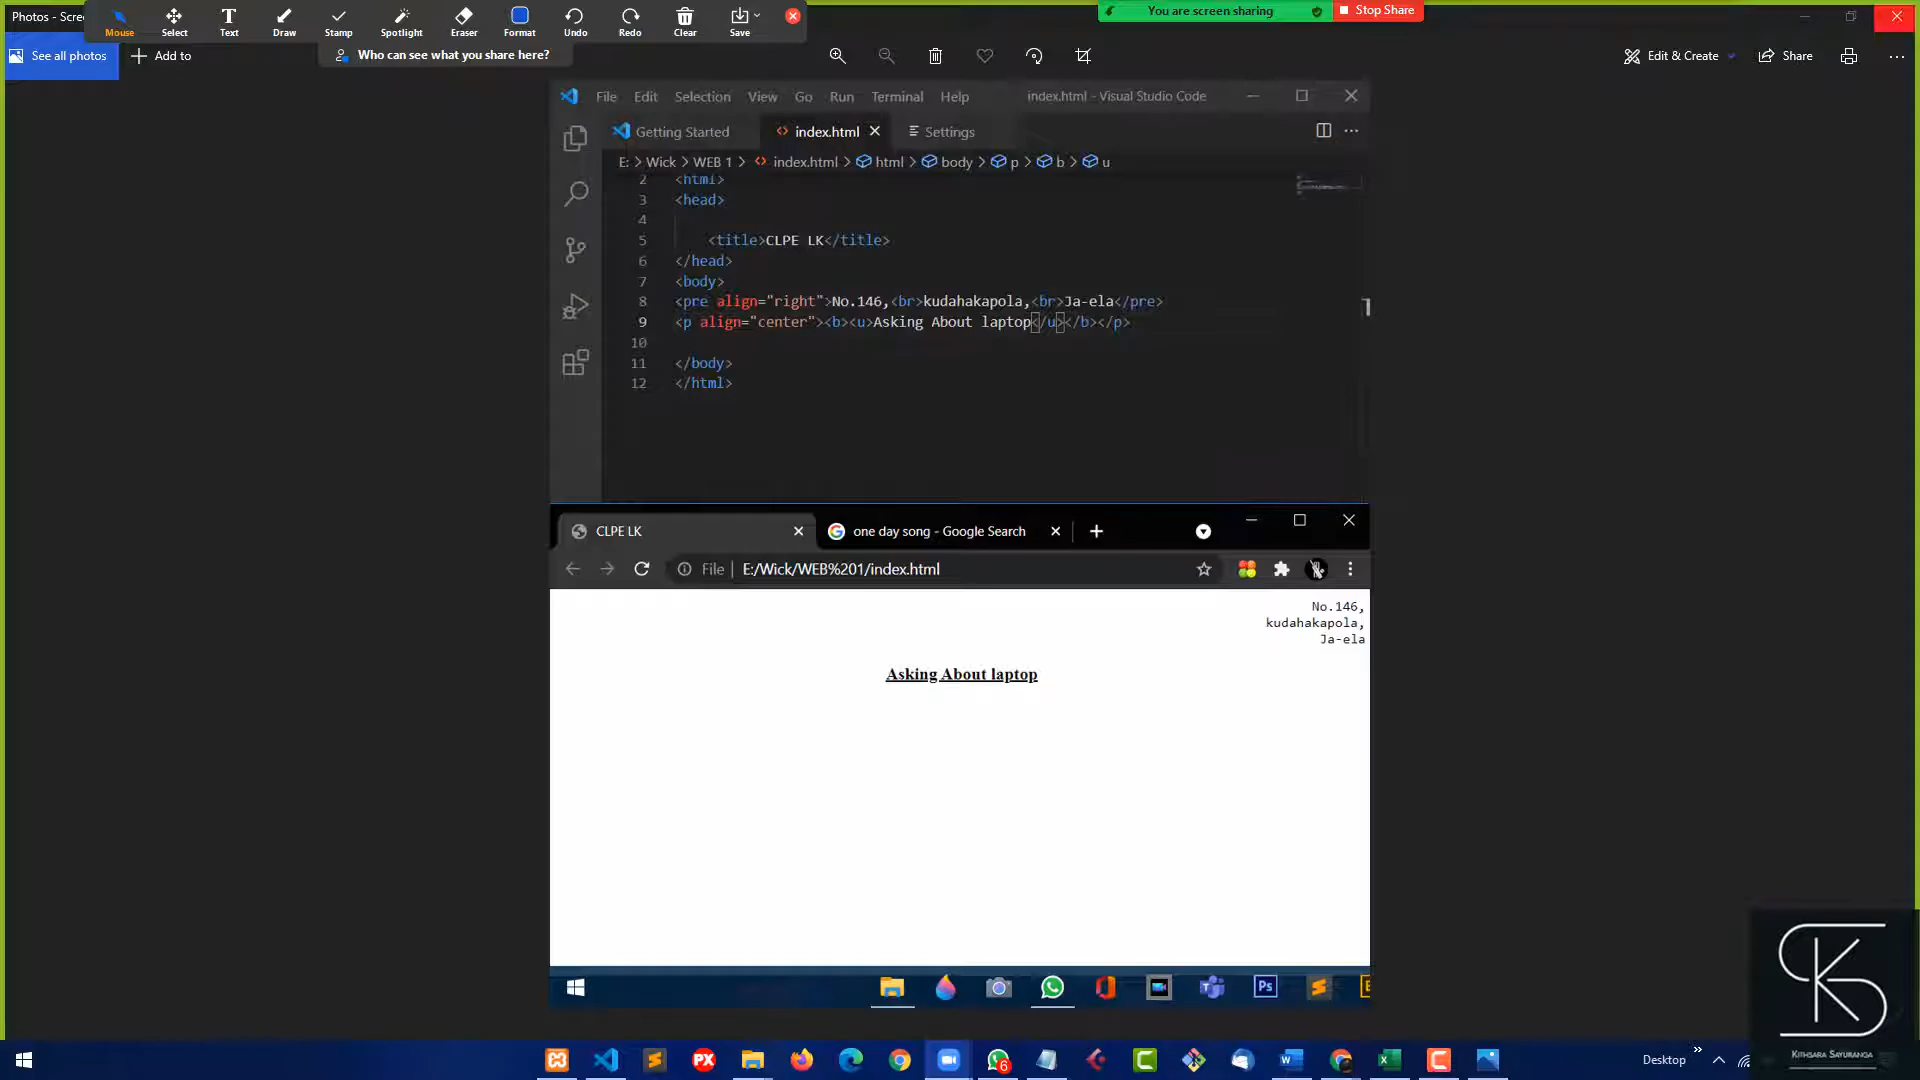 Photos - Scree
Mouse Select Text Draw Stamp Spotlight Eraser Format Undo Redo Clear Save
You are screen sharing Stop Share
See all photos Add to
Who can see what you share here?
Edit & Create Share
File Edit Selection View Go Run Terminal Help index.html - Visual Studio Code
Getting Started index.html Settings
E: > Wick > WEB 1 > index.html > html > body > p > b > u
2 <html>
3 <head>
4
5 <title>CLPE LK</title>
6 </head>
7 <body>
8 <pre align="right">No.146,<br>kudahakapola,<br>Ja-ela</pre>
9 <p align="center"><b><u>Asking About laptop</u></b></p>
10
11 </body>
12 </html>
CLPE LK one day song - Google Search
File E:/Wick/WEB%201/index.html
No.146,
kudahakapola,
Ja-ela
Asking About laptop
Ps
KITHSARA SAYURANGA
PX 6 Desktop